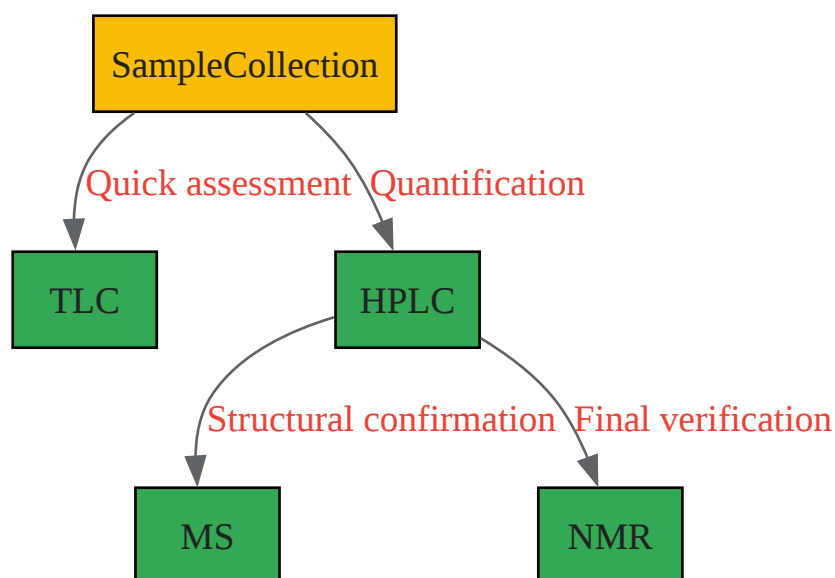 SampleCollection
Quick assessment
Quantification
TLC
HPLC
Structural confirmation
Final verification
MS
NMR